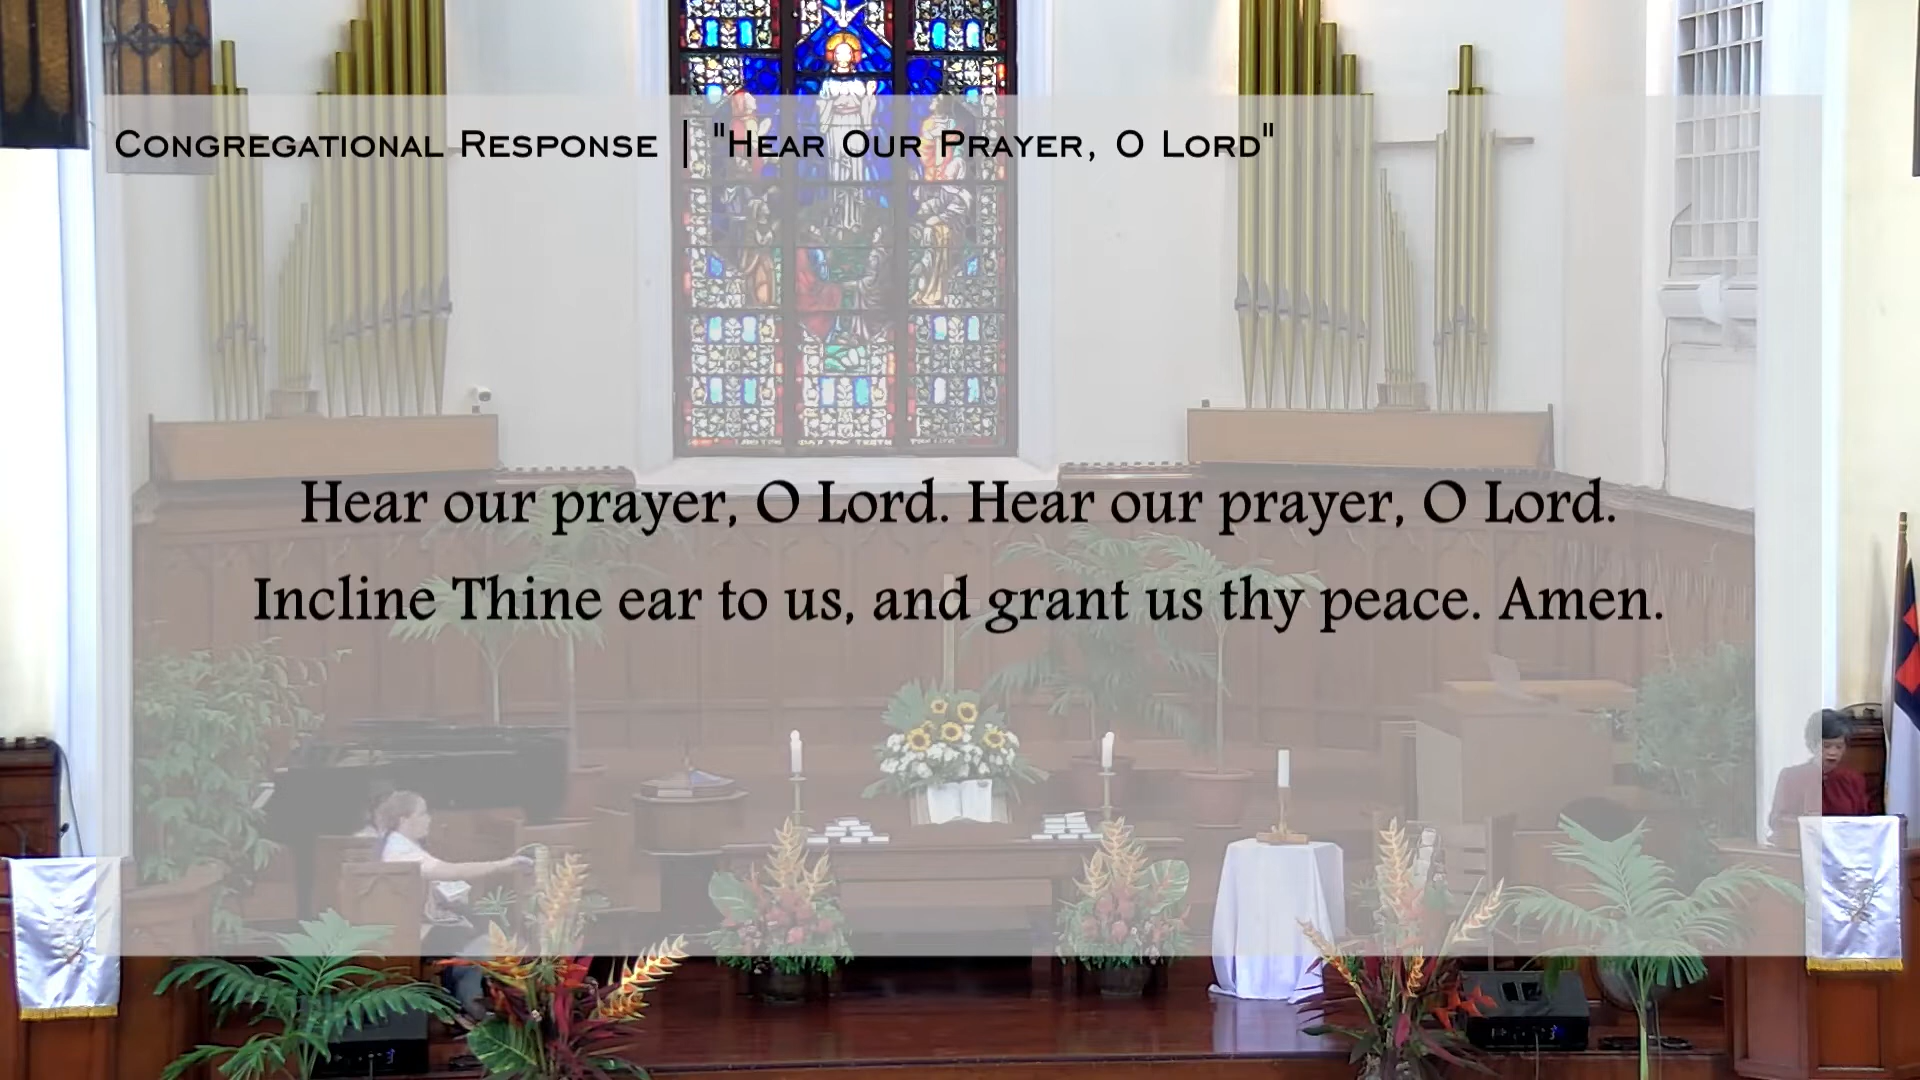 Congregational Response | "Hear Our Prayer, O Lord"
Hear our prayer, O Lord. Hear our prayer, O Lord.
Incline Thine ear to us, and grant us thy peace. Amen.